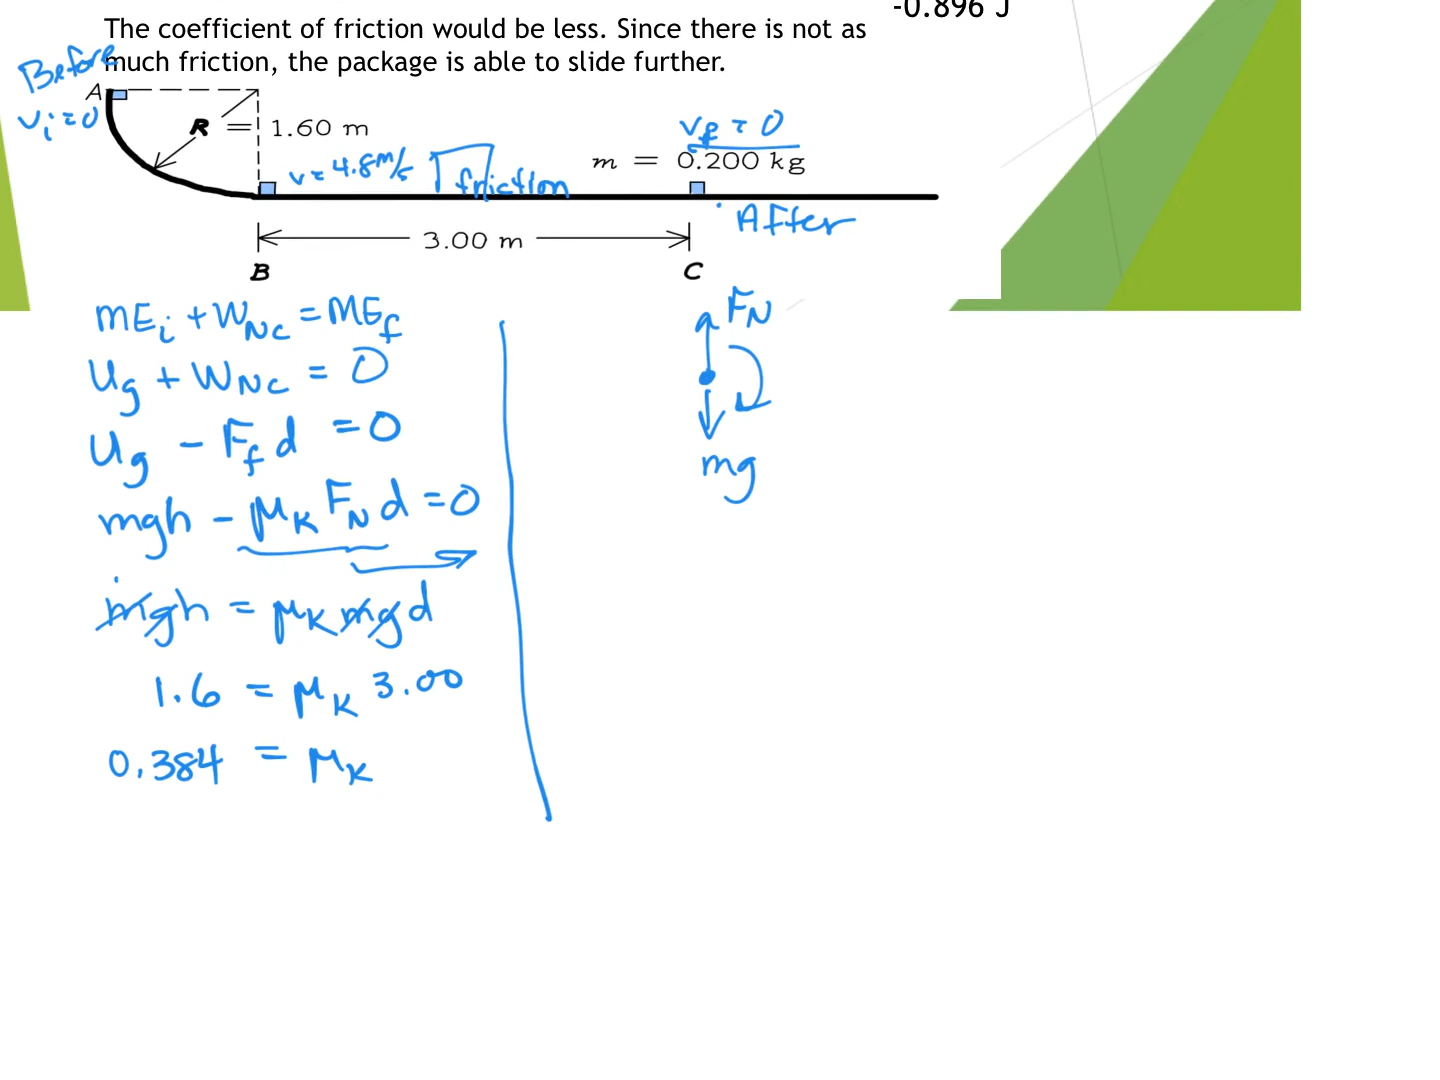 -0.896 J
The coefficient of friction would be less. Since there is not as
much friction, the package is able to slide further.
Before
A
vᵢ = 0
R = 1.60 m
v = 4.8 m/s
friction
vf = 0
m = 0.200 kg
After
3.00 m
B
C
mEᵢ + WNC = MEf
Ug + WNC = 0
Ug - Ff d = 0
mgh - μK FN d = 0
mgh = μK mg d
1.6 = μK 3.00
0.384 = μK
FN
mg